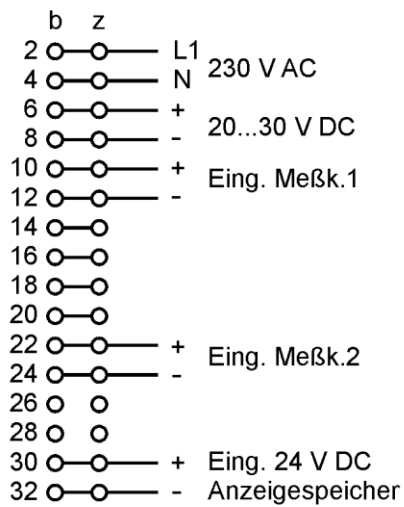 b z
2 L1
230 V AC
4 N
6 +
20...30 V DC
8 -
10 +
Eing. Meßk.1
12 -
14
16
18
20
22 +
Eing. Meßk.2
24 -
26
28
30 + Eing. 24 V DC
32 - Anzeigespeicher